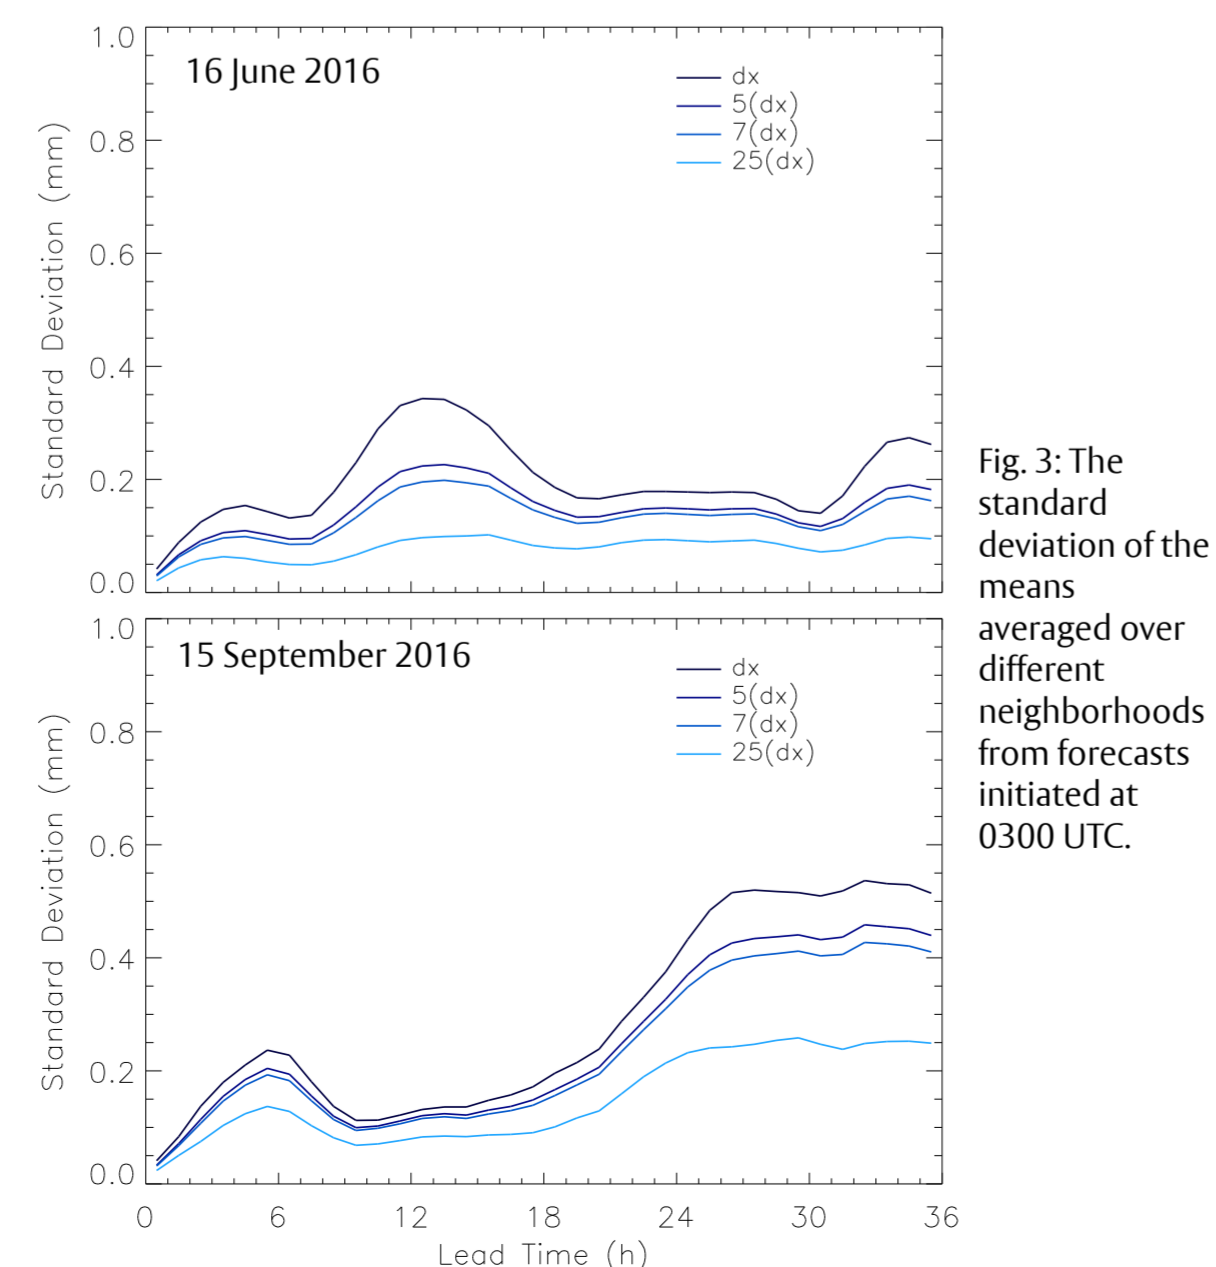 16 June 2016
1.0
0.8
0.6
0.4
0.2
0.0
Standard Deviation (mm)
dx
5(dx)
7(dx)
25(dx)
15 September 2016
1.0
0.8
0.6
0.4
0.2
0.0
Standard Deviation (mm)
dx
5(dx)
7(dx)
25(dx)
0 6 12 18 24 30 36
Lead Time (h)
Fig. 3: The
standard
deviation of the
means
averaged over
different
neighborhoods
from forecasts
initiated at
0300 UTC.